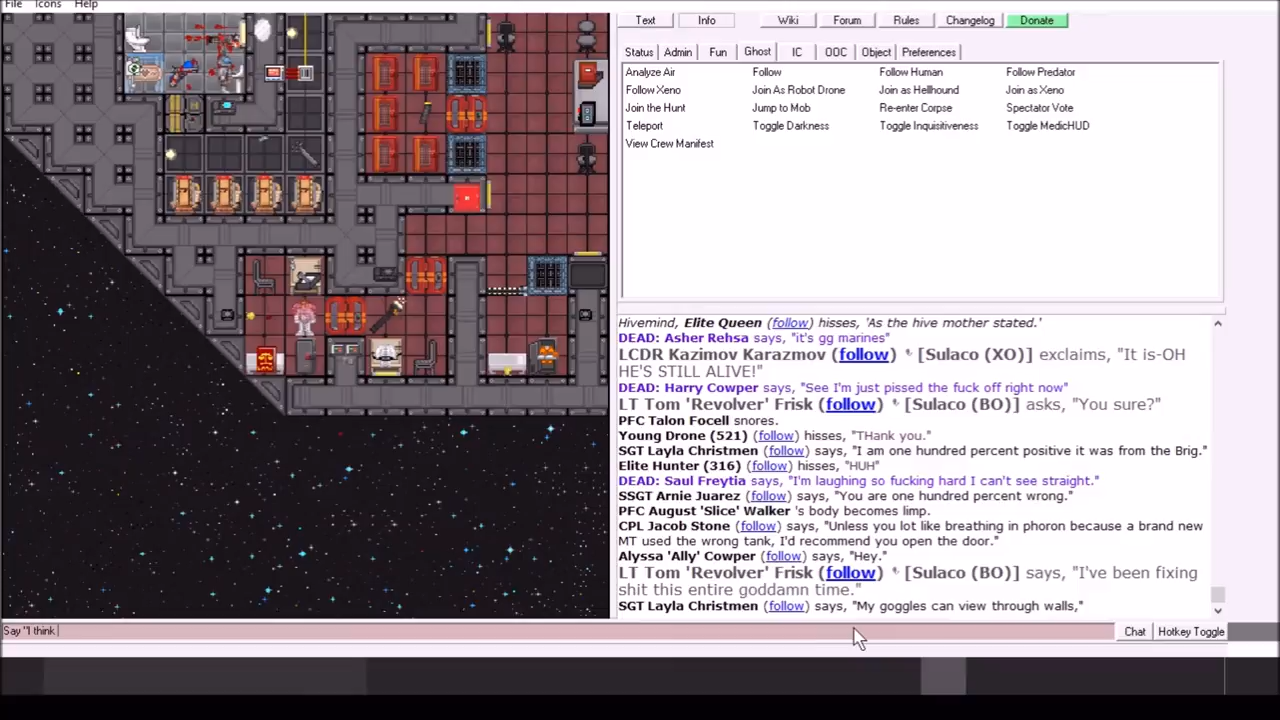 File Icons Help
Text Info Wiki Forum Rules Changelog Donate
Status Admin Fun Ghost IC OOC Object Preferences
Analyze Air Follow Follow Human Follow Predator
Follow Xeno Join As Robot Drone Join as Hellhound Join as Xeno
Join the Hunt Jump to Mob Re-enter Corpse Spectator Vote
Teleport Toggle Darkness Toggle Inquisitiveness Toggle MedicHUD
View Crew Manifest
Hivemind, Elite Queen (follow) hisses, 'As the hive mother stated.'
DEAD: Asher Rehsa says, "it's gg marines"
LCDR Kazimov Karazmov (follow) [Sulaco (XO)] exclaims, "It is-OH
HE'S STILL ALIVE!"
DEAD: Harry Cowper says, "See I'm just pissed the fuck off right now"
LT Tom 'Revolver' Frisk (follow) [Sulaco (BO)] asks, "You sure?"
PFC Talon Focell snores.
Young Drone (521) (follow) hisses, "THank you."
SGT Layla Christmen (follow) says, "I am one hundred percent positive it was from the Brig."
Elite Hunter (316) (follow) hisses, "HUH"
DEAD: Saul Freytia says, "I'm laughing so fucking hard I can't see straight."
SSGT Arnie Juarez (follow) says, "You are one hundred percent wrong."
PFC August 'Slice' Walker 's body becomes limp.
CPL Jacob Stone (follow) says, "Unless you lot like breathing in phoron because a brand new
MT used the wrong tank, I'd recommend you open the door."
Alyssa 'Ally' Cowper (follow) says, "Hey."
LT Tom 'Revolver' Frisk (follow) [Sulaco (BO)] says, "I've been fixing
shit this entire goddamn time."
SGT Layla Christmen (follow) says, "My goggles can view through walls,"
Say "I think
Chat Hotkey Toggle